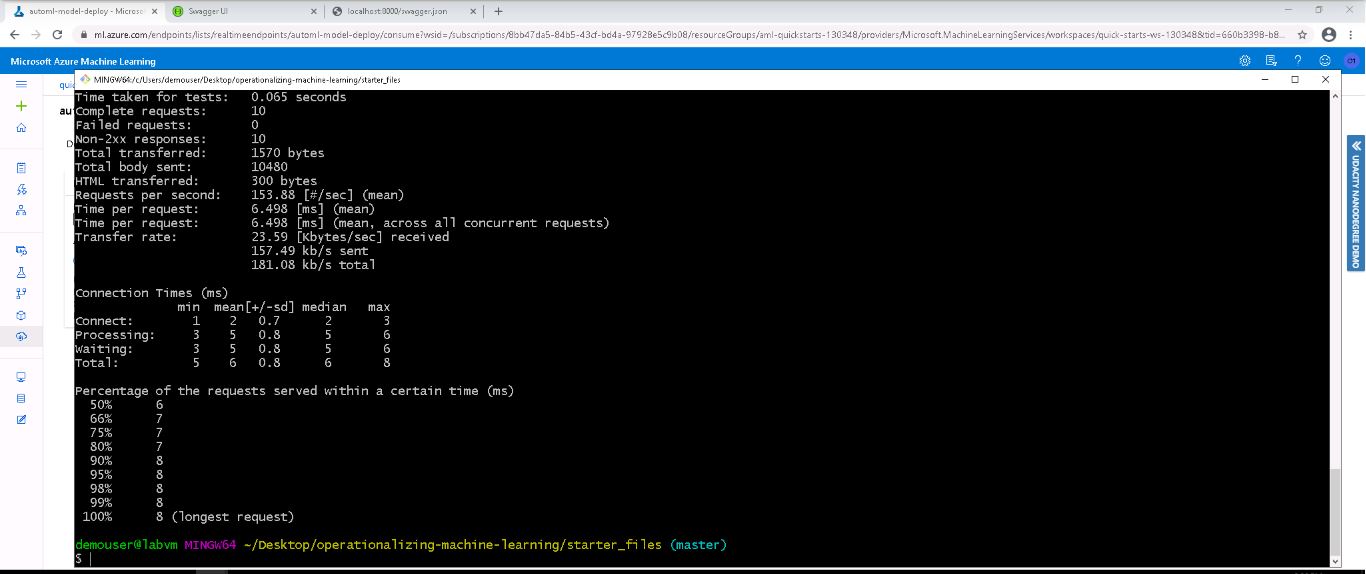 automl-model-deploy - Microsof
Swagger UI
localhost:8000/swagger.json
ml.azure.com/endpoints/lists/realtimeendpoints/automl-model-deploy/consume?wsid=/subscriptions/8bb47da5-84b5-43cf-bd4a-97928e5c9b08/resourceGroups/aml-quickstarts-130348/providers/Microsoft.MachineLearningServices/workspaces/quick-starts-ws-130348&tid=660b3398-b8...
Microsoft Azure Machine Learning
MINGW64:/c/Users/demouser/Desktop/operationalizing-machine-learning/starter_files
Time taken for tests: 0.065 seconds
Complete requests: 10
Failed requests: 0
Non-2xx responses: 10
Total transferred: 1570 bytes
Total body sent: 10480
HTML transferred: 300 bytes
Requests per second: 153.88 [#/sec] (mean)
Time per request: 6.498 [ms] (mean)
Time per request: 6.498 [ms] (mean, across all concurrent requests)
Transfer rate: 23.59 [Kbytes/sec] received
157.49 kb/s sent
181.08 kb/s total
Connection Times (ms)
min mean[+/-sd] median max
Connect: 1 2 0.7 2 3
Processing: 3 5 0.8 5 6
Waiting: 3 5 0.8 5 6
Total: 5 6 0.8 6 8
Percentage of the requests served within a certain time (ms)
50% 6
66% 7
75% 7
80% 7
90% 8
95% 8
98% 8
99% 8
100% 8 (longest request)
demouser@labvm MINGW64 ~/Desktop/operationalizing-machine-learning/starter_files (master)
$
UDACITY NANODEGREE DEMO